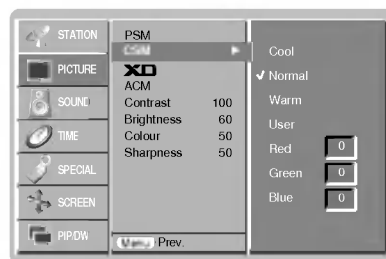 STATION
PICTURE
SOUND
TIME
SPECIAL
SCREEN
PIP/DW
PSM
CSM
XD
ACM
Contrast 100
Brightness 60
Colour 50
Sharpness 50
Menu Prev.
Cool
✓ Normal
Warm
User
Red 0
Green 0
Blue 0